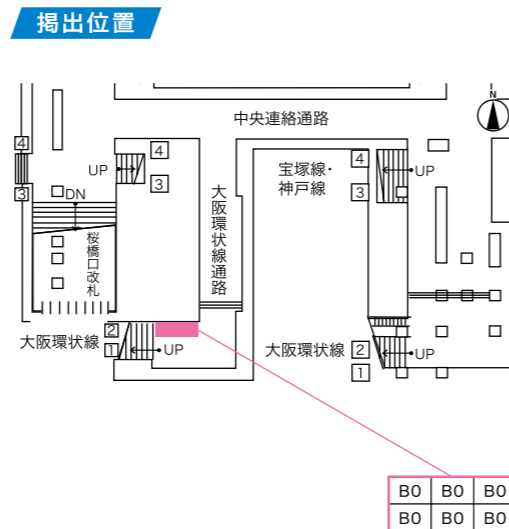 掲出位置
中央連絡通路
N
4
UP
4
3
3
DN
桜橋口改札
大阪環状線通路
宝塚線・
神戸線
4
3
UP
大阪環状線
2
1
UP
大阪環状線
2
1
UP
B0 B0 B0
B0 B0 B0